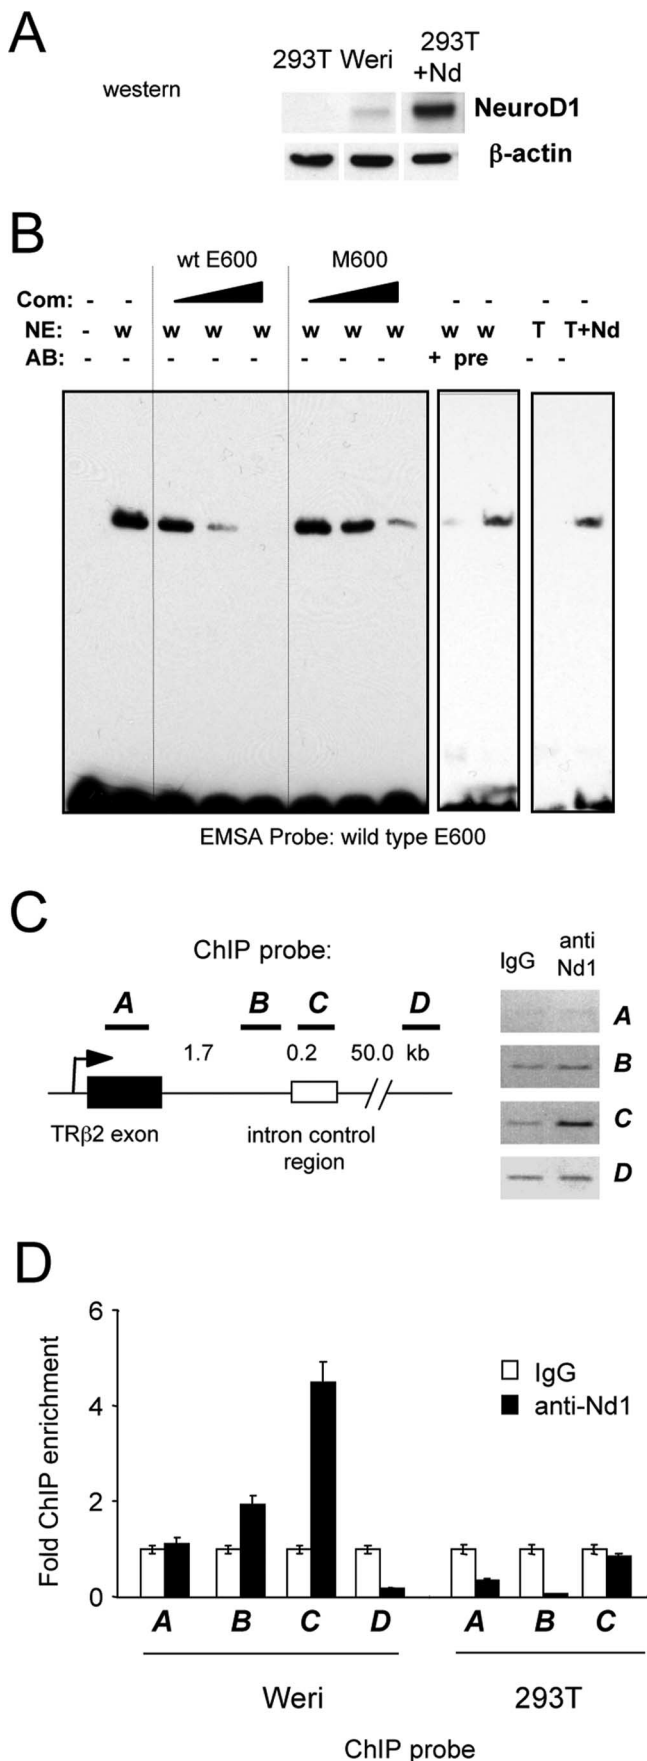 A
293T Weri 293T
+Nd
western
NeuroD1
β-actin
B
wt E600 M600
Com: - - - - - -
NE: - w w w w w w w w w T T+Nd
AB: - - - - - - - - + pre - -
EMSA Probe: wild type E600
C
ChIP probe:
A B C D
1.7 0.2 50.0 kb
TRβ2 exon
intron control
region
IgG anti
Nd1
A
B
C
D
D
Fold ChIP enrichment
6
4
2
0
IgG
anti-Nd1
A B C D A B C
Weri 293T
ChIP probe